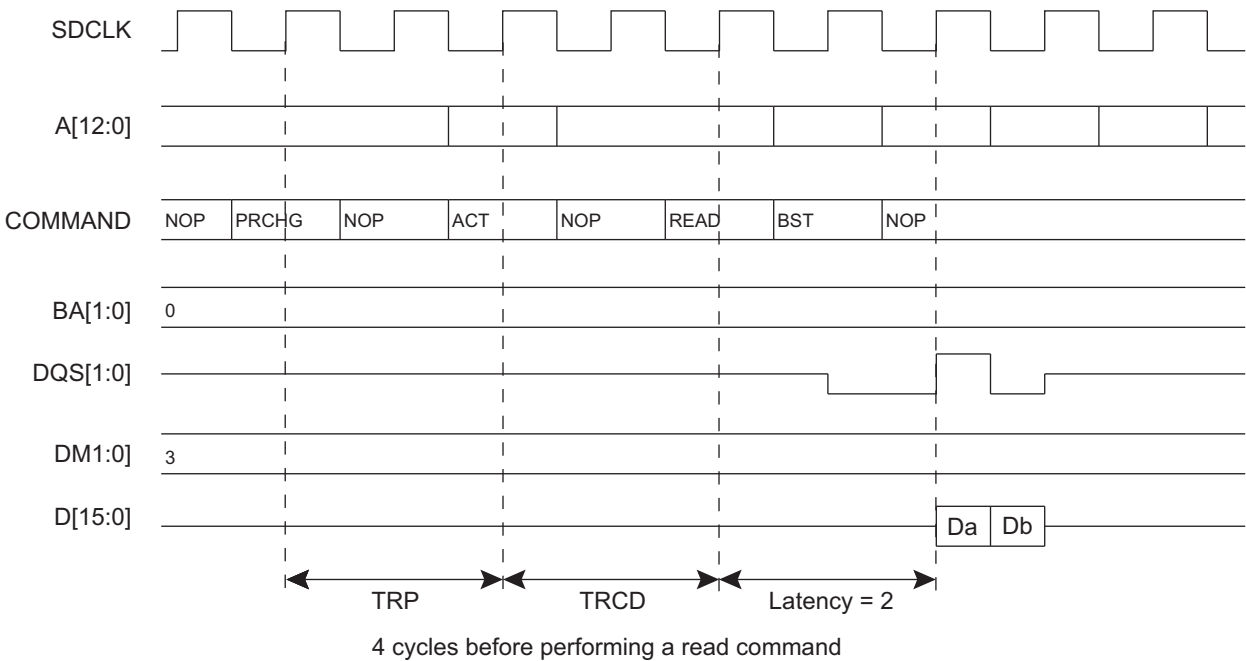 SDCLK
A[12:0]
COMMAND NOP PRCHG NOP ACT NOP READ BST NOP
BA[1:0] 0
DQS[1:0]
DM1:0] 3
D[15:0] Da Db
TRP TRCD Latency = 2
4 cycles before performing a read command